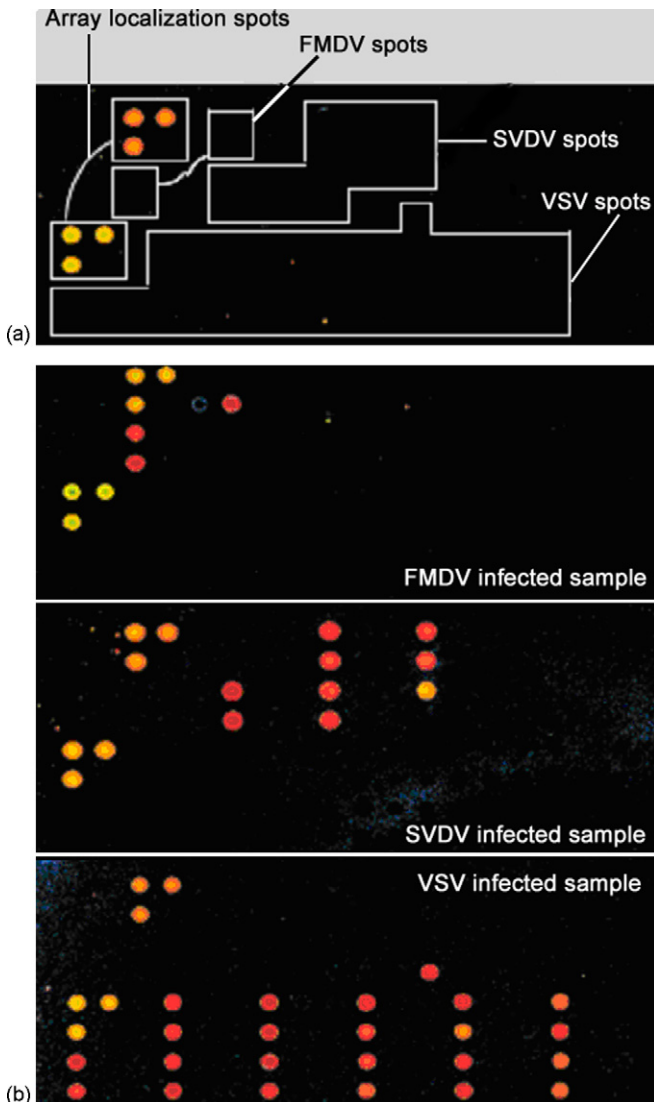 Array localization spots
FMDV spots
SVDV spots
VSV spots
(a)
FMDV infected sample
SVDV infected sample
VSV infected sample
(b)